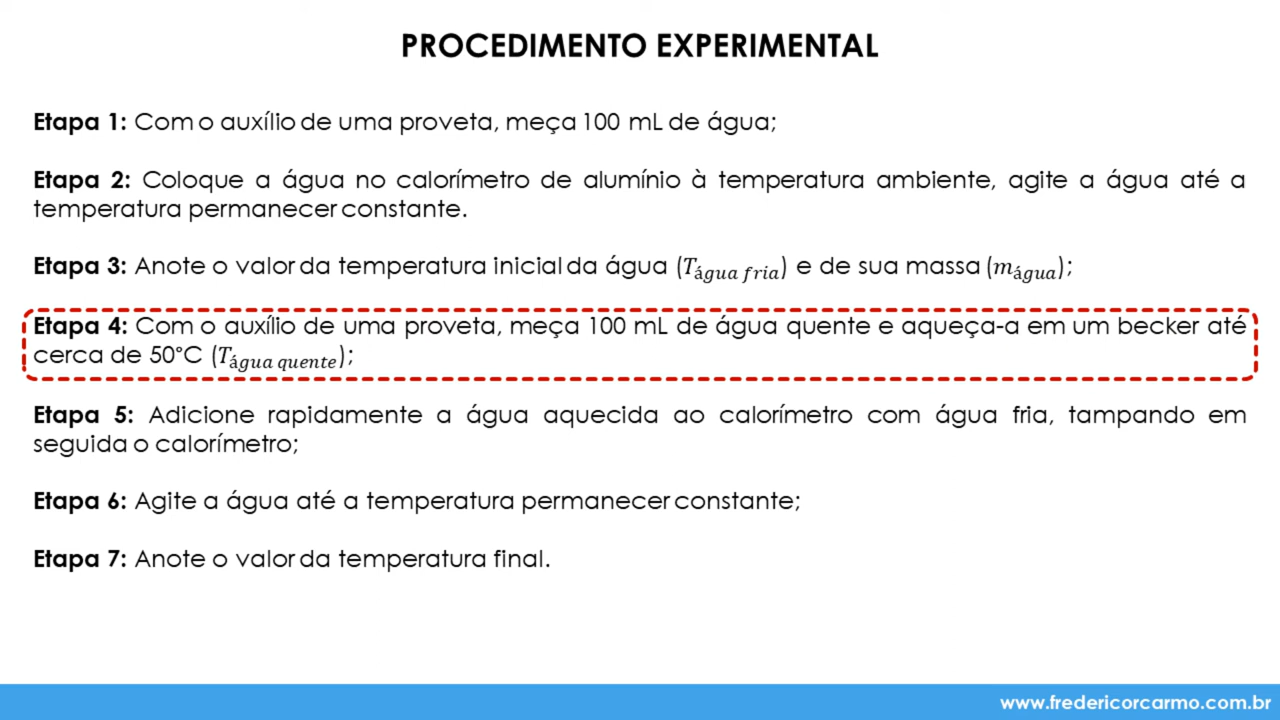 PROCEDIMENTO EXPERIMENTAL
Etapa 1: Com o auxílio de uma proveta, meça 100 mL de água;
Etapa 2: Coloque a água no calorímetro de alumínio à temperatura ambiente, agite a água até a
temperatura permanecer constante.
Etapa 3: Anote o valor da temperatura inicial da água (T_água fria) e de sua massa (m_água);
Etapa 4: Com o auxílio de uma proveta, meça 100 mL de água quente e aqueça-a em um becker até
cerca de 50°C (T_água quente);
Etapa 5: Adicione rapidamente a água aquecida ao calorímetro com água fria, tampando em
seguida o calorímetro;
Etapa 6: Agite a água até a temperatura permanecer constante;
Etapa 7: Anote o valor da temperatura final.
www.fredericorcarmo.com.br